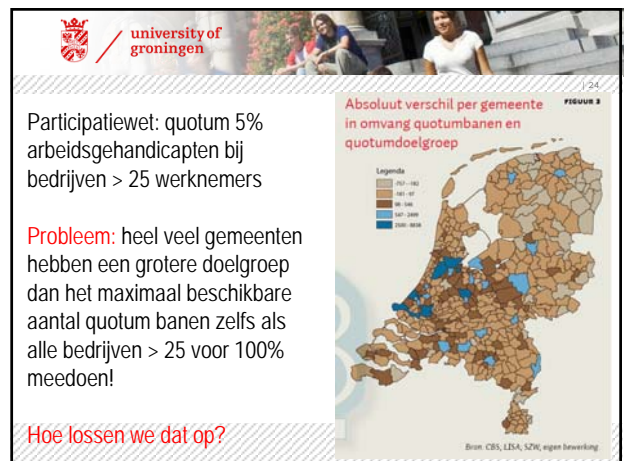 university of
groningen
| 24
Participatiewet: quotum 5%
arbeidsgehandicapten bij
bedrijven > 25 werknemers
Probleem: heel veel gemeenten
hebben een grotere doelgroep
dan het maximaal beschikbare
aantal quotum banen zelfs als
alle bedrijven > 25 voor 100%
meedoen!
Hoe lossen we dat op?
Absoluut verschil per gemeente
in omvang quotumbanen en
quotumdoelgroep
FIGUUR 3
Legenda
547 - 2499
Bron: CBS, LISA, SZW, eigen bewerking